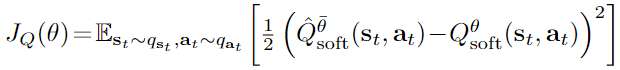 J_Q(θ)=𝔼_{s_t∼q_{s_t},a_t∼q_{a_t}} [ 1/2 ( Q̂^{θ̄}_{soft}(s_t, a_t)−Q^θ_{soft}(s_t, a_t) )^2 ]